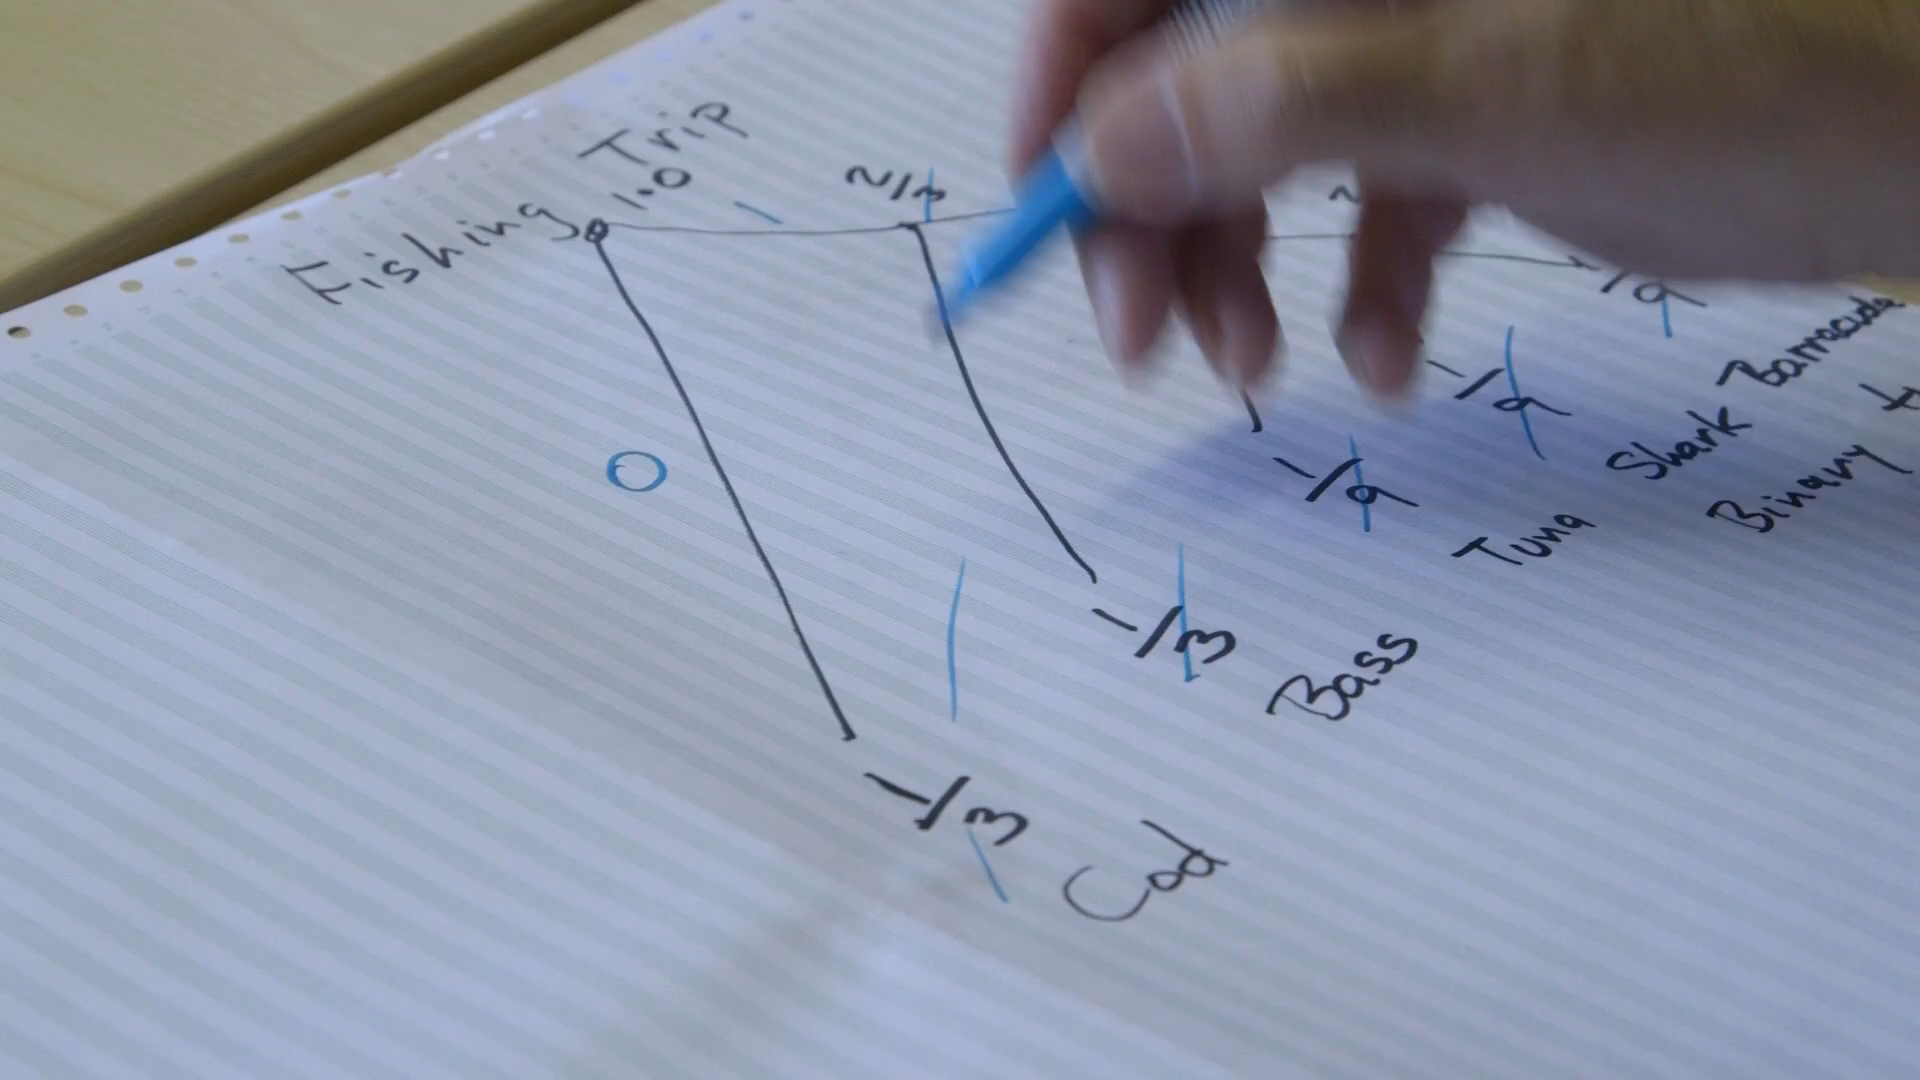 Fishing Trip
1.0
1
2/3
1/9
0
1/9
1/9
1/3
1/3
Barracuda
Shark
Tuna
Bass
Cod
Binary